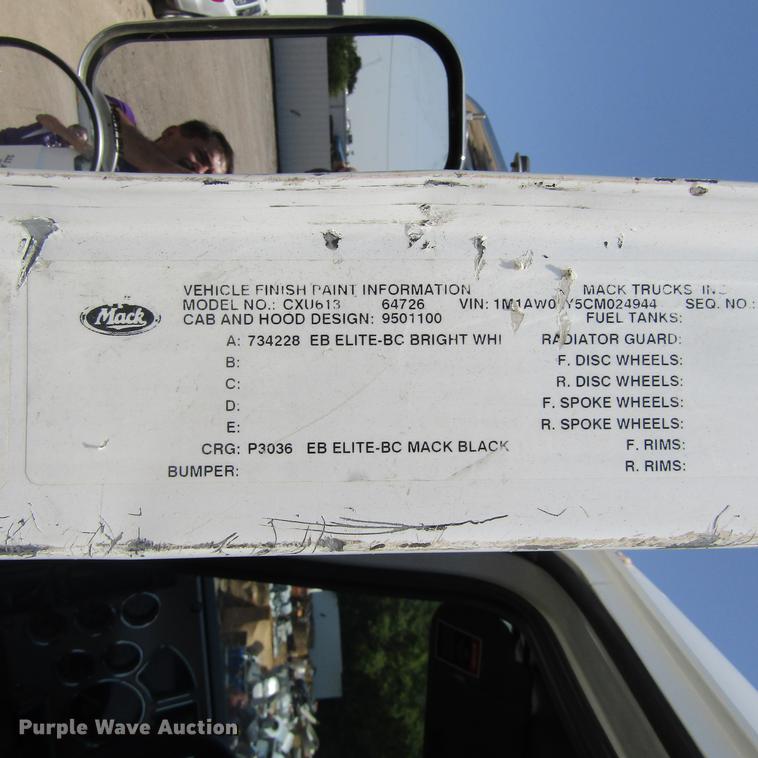 Mack
VEHICLE FINISH PAINT INFORMATION MACK TRUCKS
MODEL NO.: CXU613 64726 VIN: SEQ. NO.:
CAB AND HOOD DESIGN: 9501100 FUEL TANKS:
A: 734228 EB ELITE-BC BRIGHT WHI RADIATOR GUARD:
B: F. DISC WHEELS:
C: R. DISC WHEELS:
D: F. SPOKE WHEELS:
E: R. SPOKE WHEELS:
CRG: P3036 EB ELITE-BC MACK BLACK F. RIMS:
BUMPER: R. RIMS:
Purple Wave Auction